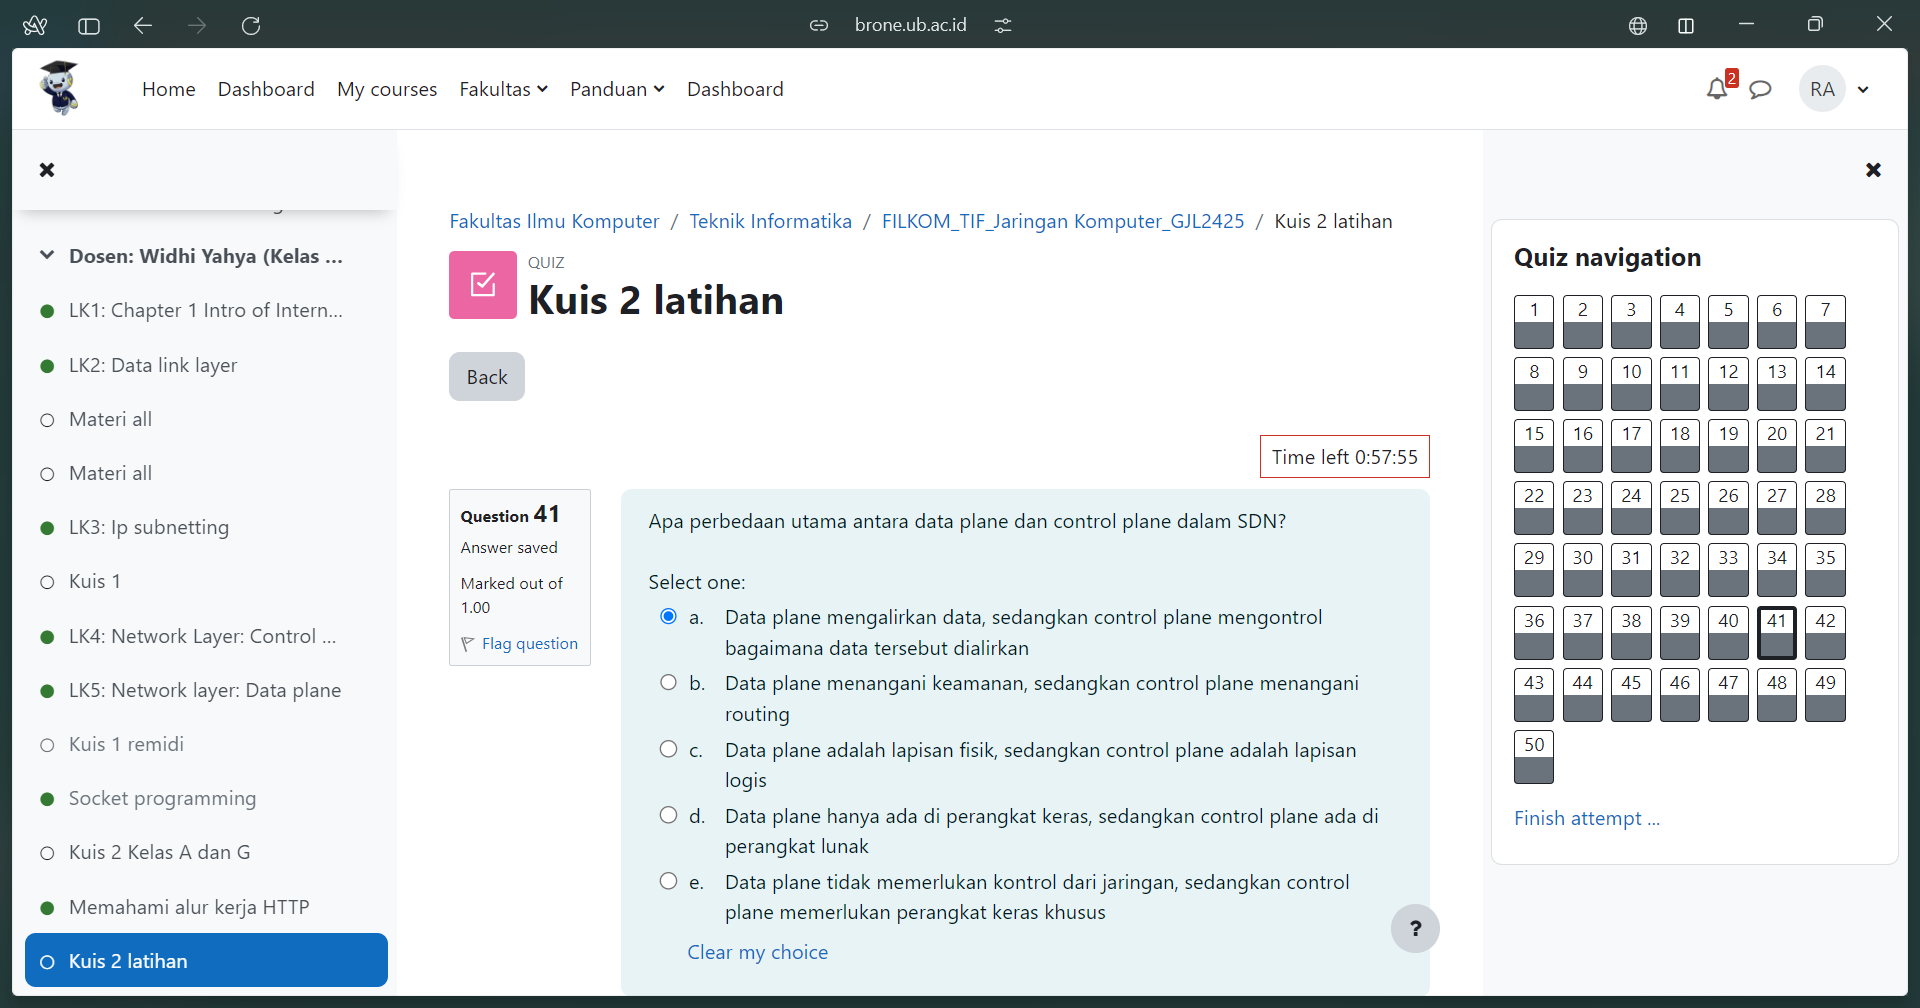 brone.ub.ac.id
Home Dashboard My courses Fakultas Panduan Dashboard
2
RA
Dosen: Widhi Yahya (Kelas ...
LK1: Chapter 1 Intro of Intern...
LK2: Data link layer
Materi all
Materi all
LK3: Ip subnetting
Kuis 1
LK4: Network Layer: Control ...
LK5: Network layer: Data plane
Kuis 1 remidi
Socket programming
Kuis 2 Kelas A dan G
Memahami alur kerja HTTP
Kuis 2 latihan
Fakultas Ilmu Komputer / Teknik Informatika / FILKOM_TIF_Jaringan Komputer_GJL2425 / Kuis 2 latihan
QUIZ
Kuis 2 latihan
Back
Time left 0:57:55
Question 41
Answer saved
Marked out of
1.00
Flag question
Apa perbedaan utama antara data plane dan control plane dalam SDN?
Select one:
a. Data plane mengalirkan data, sedangkan control plane mengontrol
bagaimana data tersebut dialirkan
b. Data plane menangani keamanan, sedangkan control plane menangani
routing
c. Data plane adalah lapisan fisik, sedangkan control plane adalah lapisan
logis
d. Data plane hanya ada di perangkat keras, sedangkan control plane ada di
perangkat lunak
e. Data plane tidak memerlukan kontrol dari jaringan, sedangkan control
plane memerlukan perangkat keras khusus
Clear my choice
?
Quiz navigation
1 2 3 4 5 6 7
8 9 10 11 12 13 14
15 16 17 18 19 20 21
22 23 24 25 26 27 28
29 30 31 32 33 34 35
36 37 38 39 40 41 42
43 44 45 46 47 48 49
50
Finish attempt ...